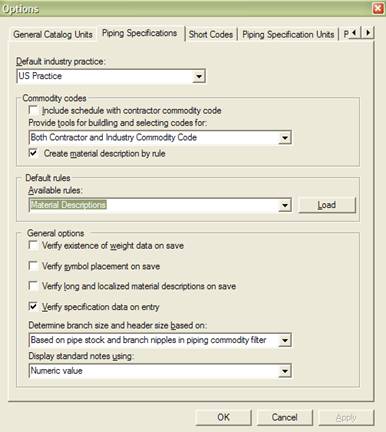 Options
General Catalog Units
Piping Specifications
Short Codes
Piping Specification Units
P
Default industry practice:
US Practice
Commodity codes
Include schedule with contractor commodity code
Provide tools for buildling and selecting codes for:
Both Contractor and Industry Commodity Code
Create material description by rule
Default rules
Available rules:
Material Descriptions
Load
General options
Verify existence of weight data on save
Verify symbol placement on save
Verify long and localized material descriptions on save
Verify specification data on entry
Determine branch size and header size based on:
Based on pipe stock and branch nipples in piping commodity filter
Display standard notes using:
Numeric value
OK
Cancel
Apply